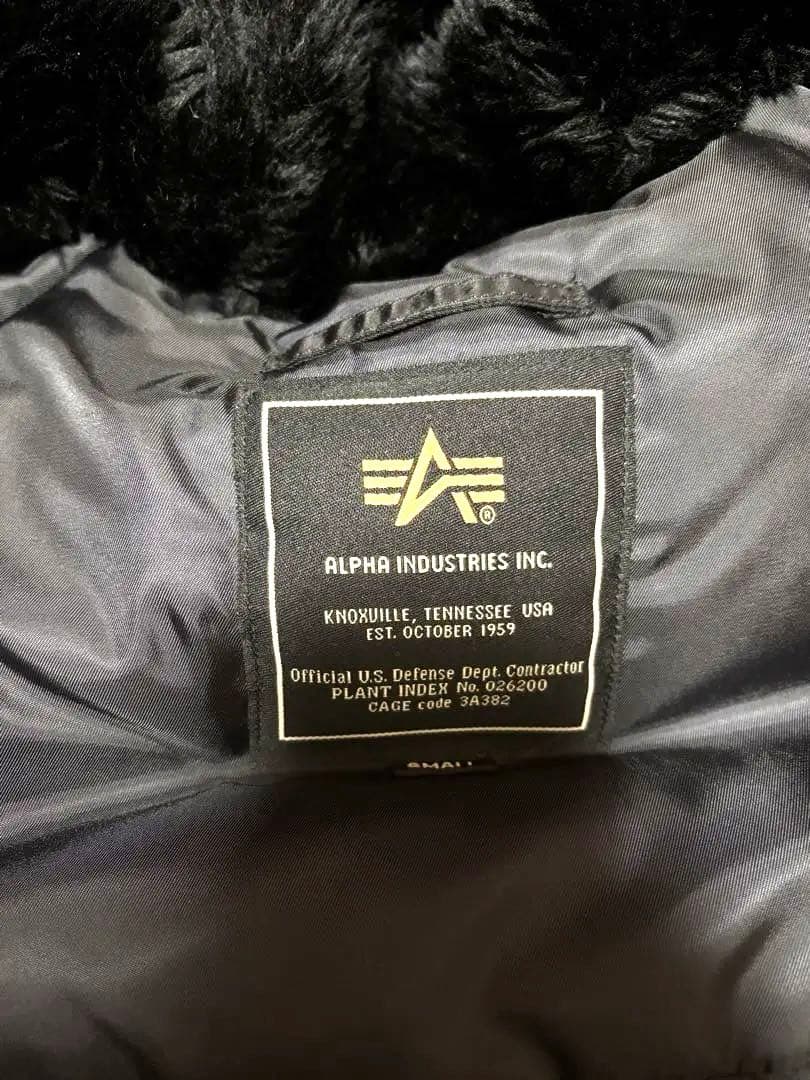 ®
ALPHA INDUSTRIES INC.
KNOXVILLE, TENNESSEE USA
EST. OCTOBER 1959
Official U.S. Defense Dept. Contractor
PLANT INDEX No. 026200
CAGE code 3A382
SMALL